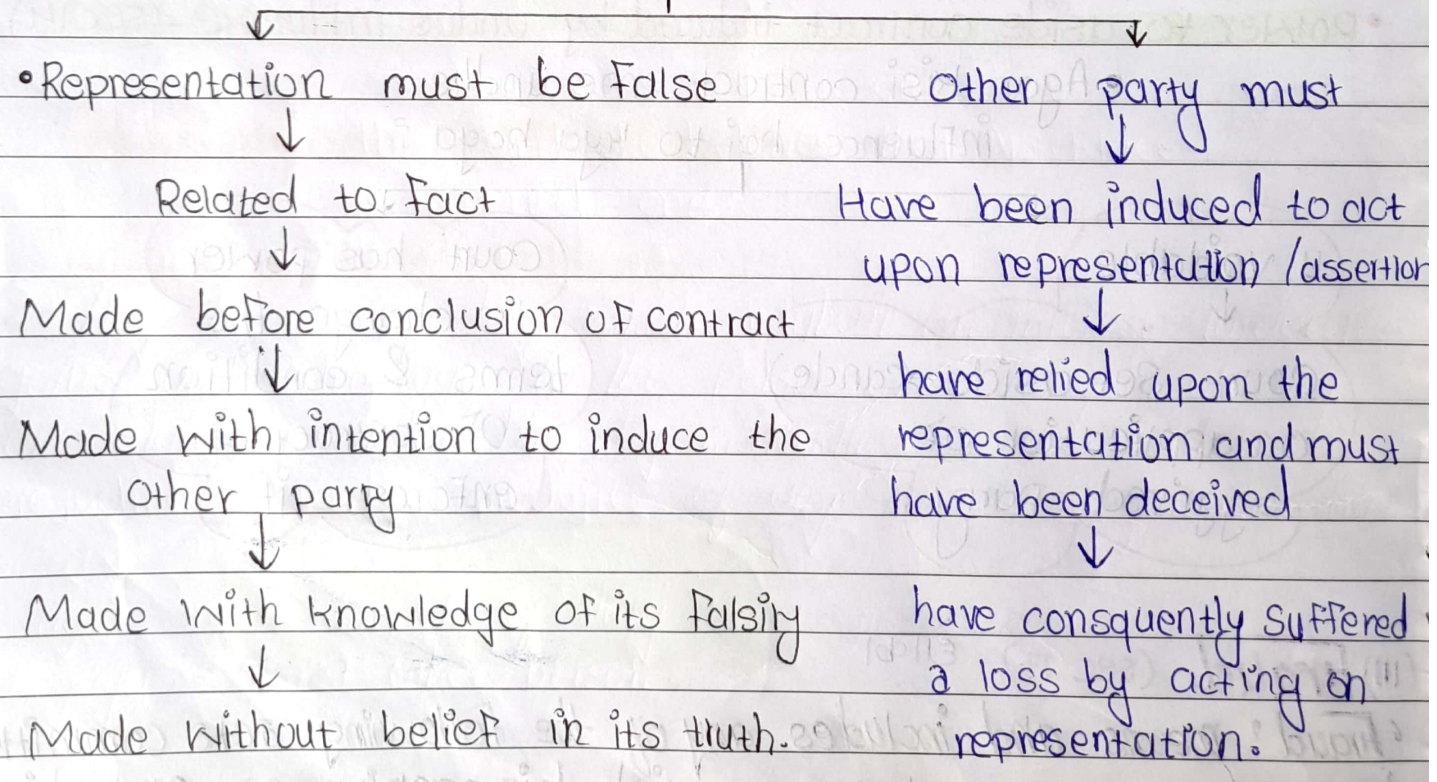 •Representation must be false
↓
Related to fact
↓
Made before conclusion of contract
↓
Made with intention to induce the
other party
↓
Made with knowledge of its falsiry
↓
Made without belief in its truth.
Other party must
↓
Have been induced to act
upon representation /assertion
↓
have relied upon the
representation and must
have been deceived
↓
have consquently suffered
a loss by acting on
representation.